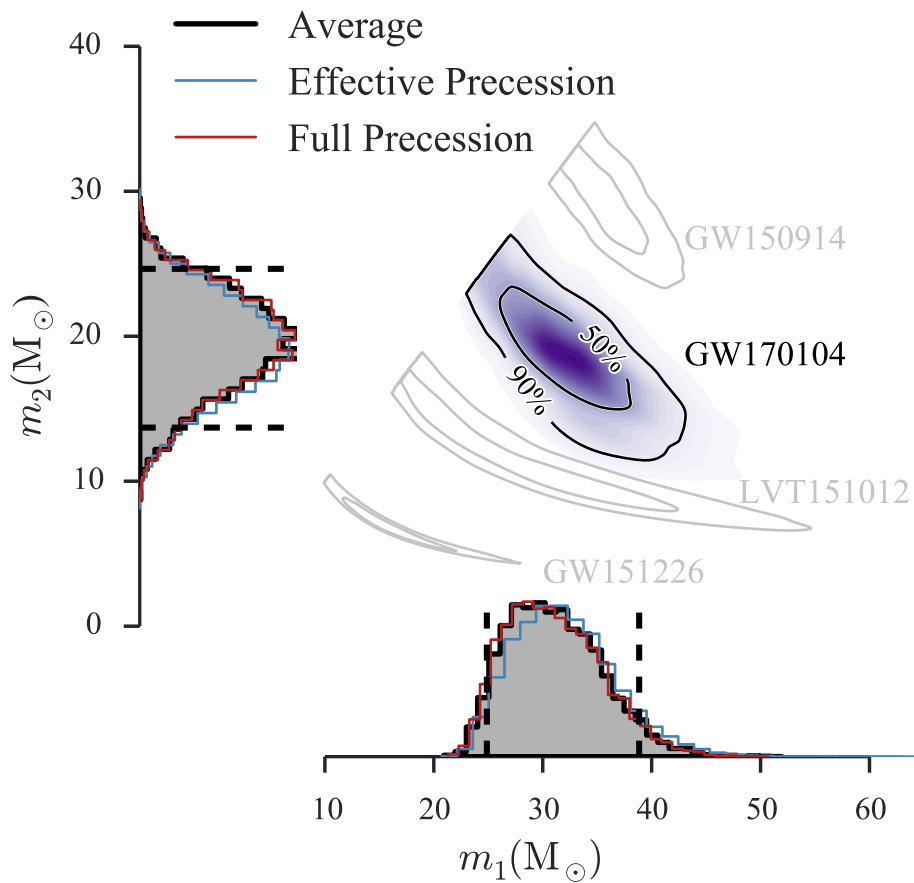 Average
Effective Precession
Full Precession
40
30
20
10
0
m₂(M⊙)
GW150914
GW170104
50%
90%
LVT151012
GW151226
10 20 30 40 50 60
m₁(M⊙)